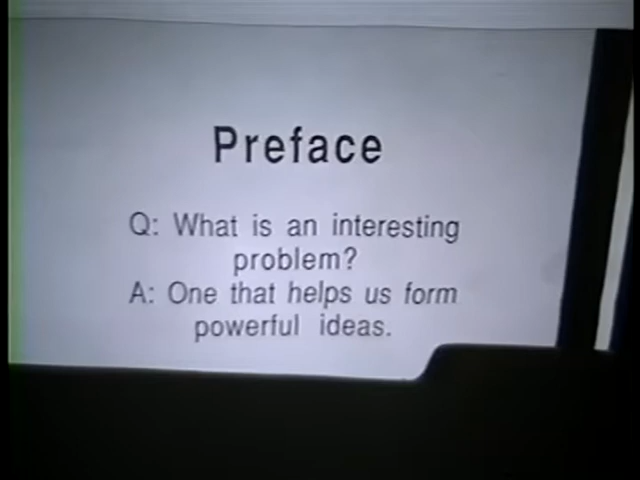 Preface
Q: What is an interesting
problem?
A: One that helps us form
powerful ideas.